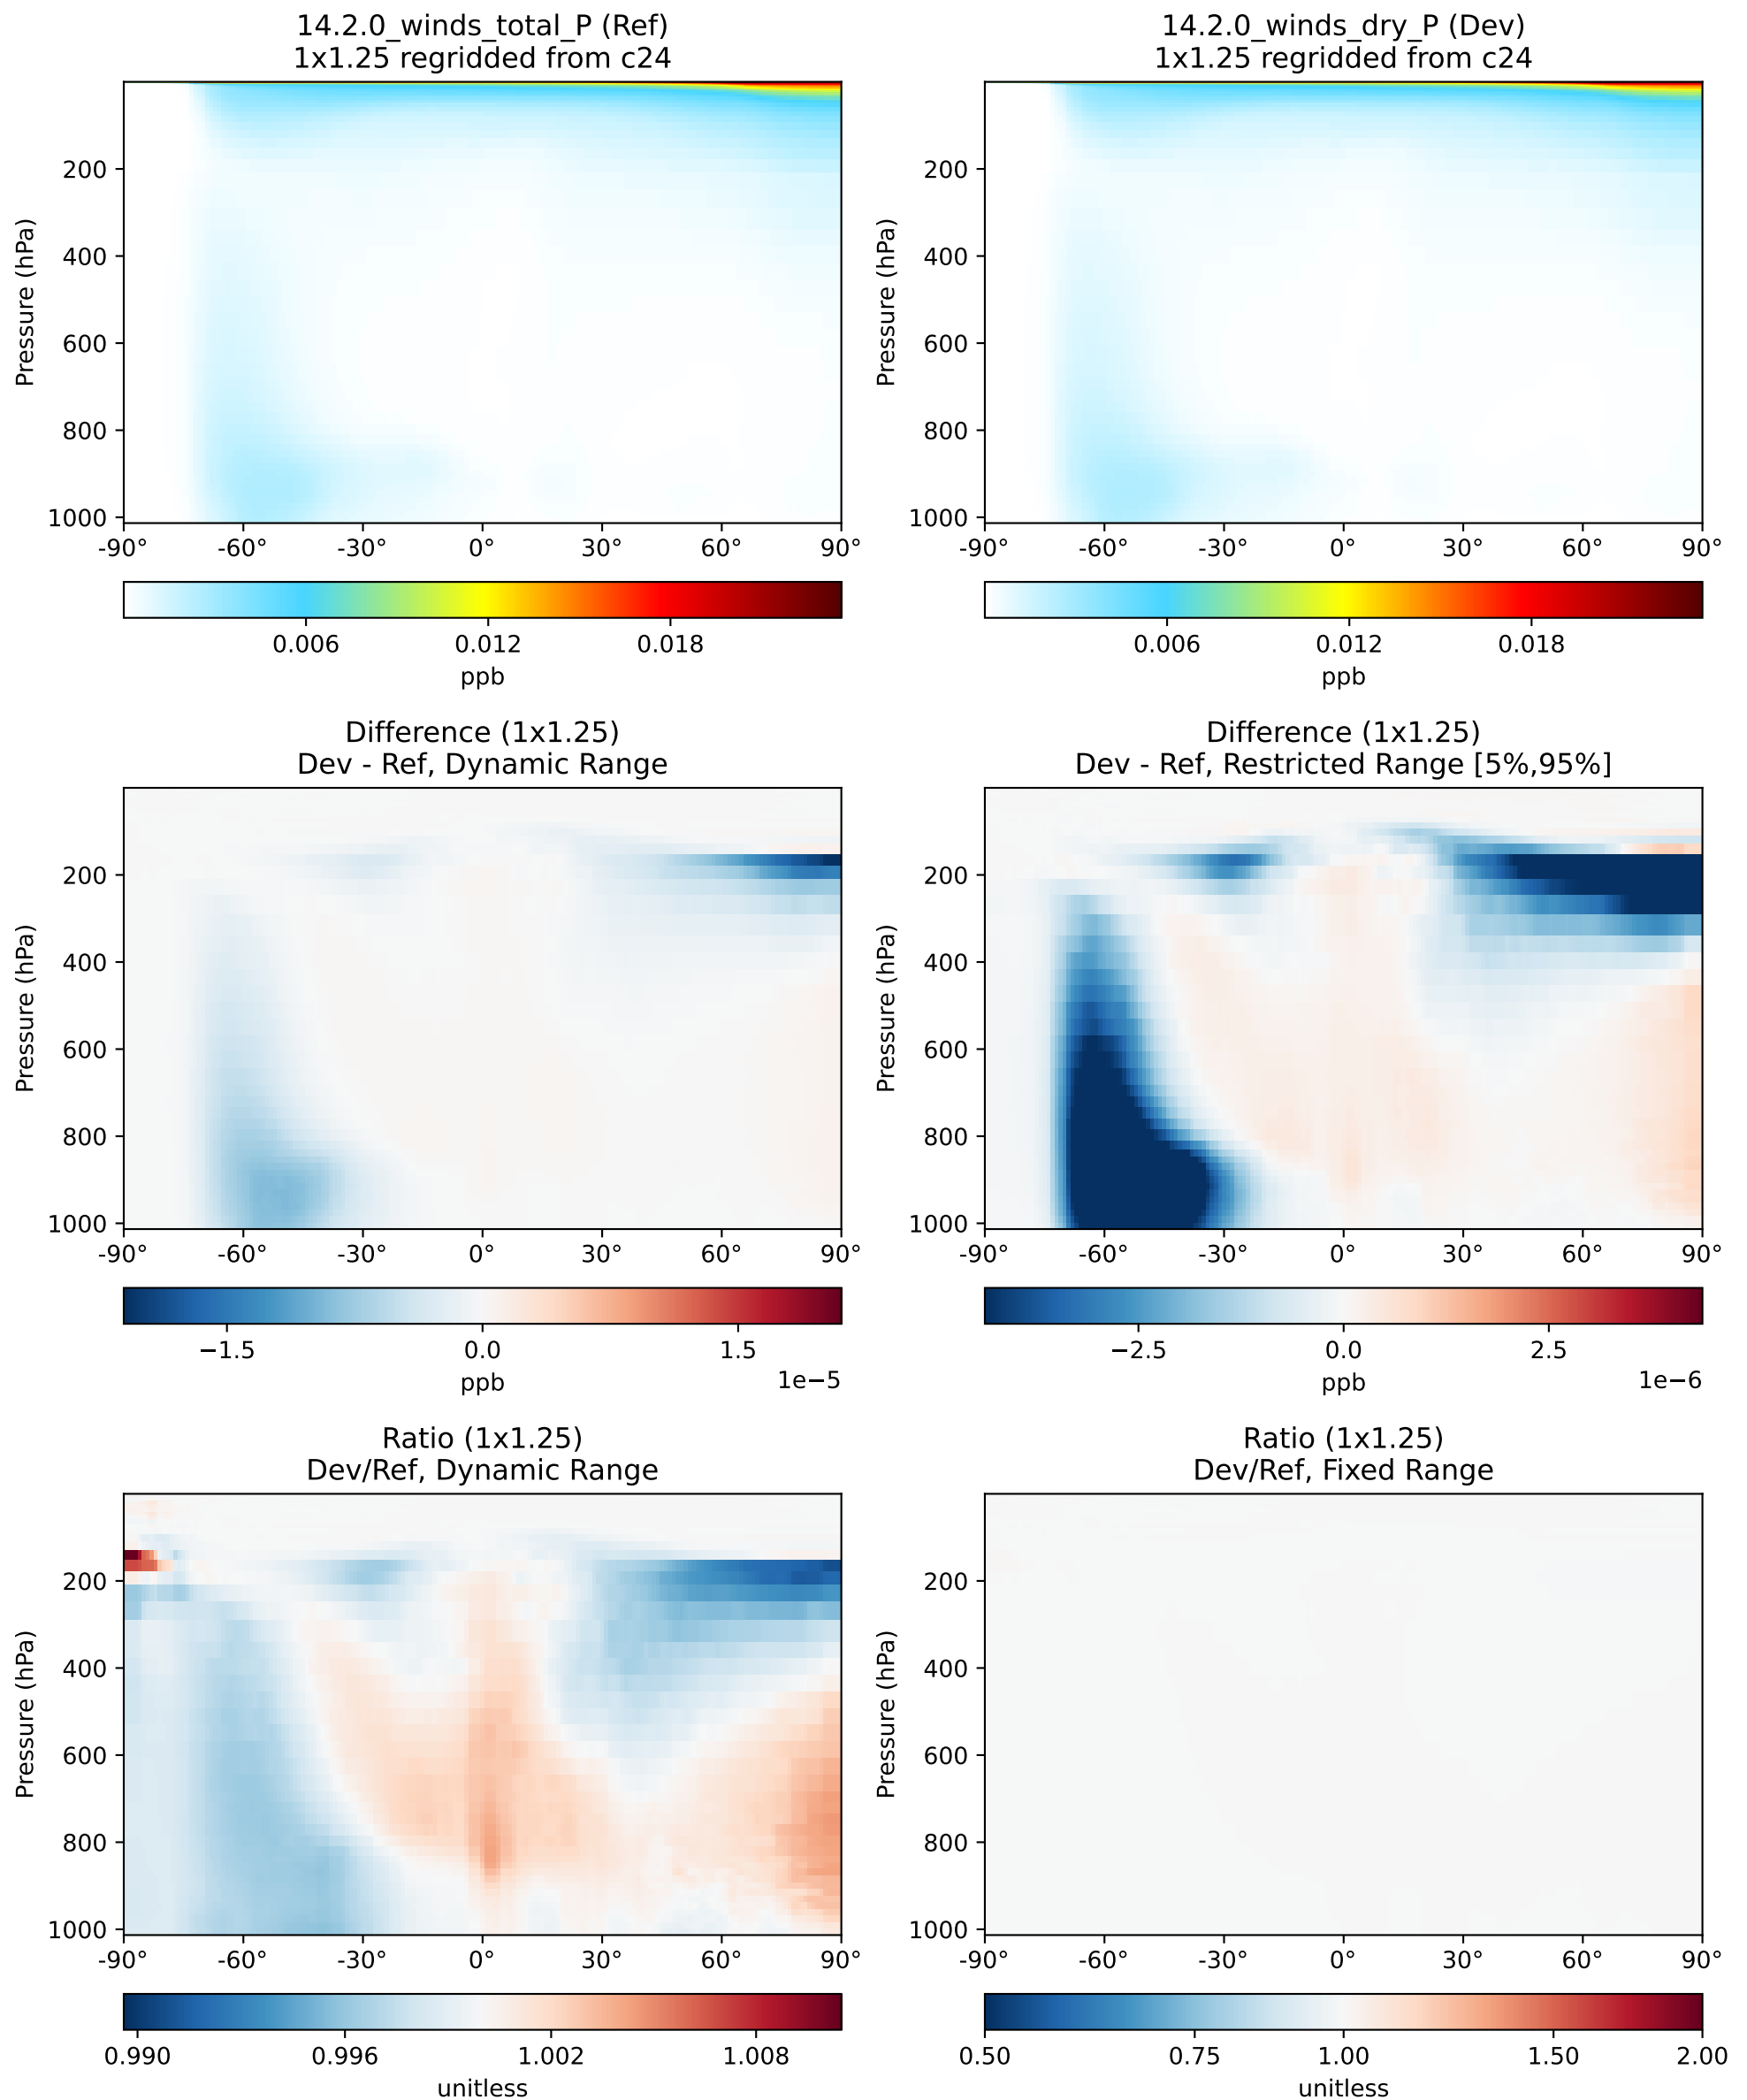 14.2.0_winds_total_P (Ref)
1x1.25 regridded from c24
14.2.0_winds_dry_P (Dev)
1x1.25 regridded from c24
Pressure (hPa)
200
400
600
800
1000
-90° -60° -30° 0° 30° 60° 90°
0.006 0.012 0.018
ppb
Pressure (hPa)
200
400
600
800
1000
-90° -60° -30° 0° 30° 60° 90°
0.006 0.012 0.018
ppb
Difference (1x1.25)
Dev - Ref, Dynamic Range
Difference (1x1.25)
Dev - Ref, Restricted Range [5%,95%]
Pressure (hPa)
200
400
600
800
1000
-90° -60° -30° 0° 30° 60° 90°
−1.5 0.0 1.5
ppb
1e−5
Pressure (hPa)
200
400
600
800
1000
-90° -60° -30° 0° 30° 60° 90°
−2.5 0.0 2.5
ppb
1e−6
Ratio (1x1.25)
Dev/Ref, Dynamic Range
Ratio (1x1.25)
Dev/Ref, Fixed Range
Pressure (hPa)
200
400
600
800
1000
-90° -60° -30° 0° 30° 60° 90°
0.990 0.996 1.002 1.008
unitless
Pressure (hPa)
200
400
600
800
1000
-90° -60° -30° 0° 30° 60° 90°
0.50 0.75 1.00 1.50 2.00
unitless